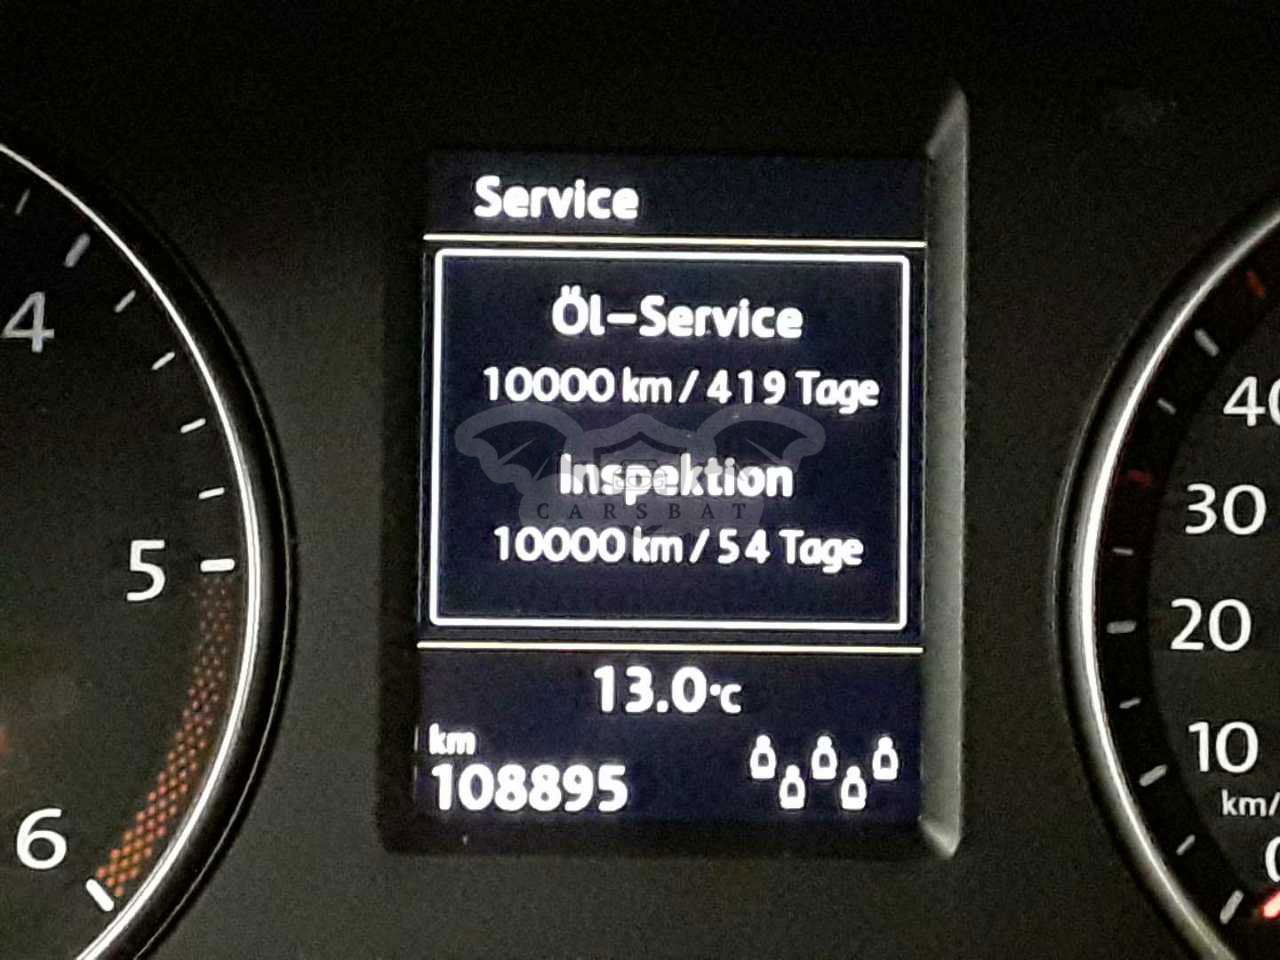 Service
Öl-Service
10000 km / 419 Tage
Inspektion
CARSBAT
10000 km / 54 Tage
13.0°C
km
108895
4
5
6
40
30
20
10
km/
0